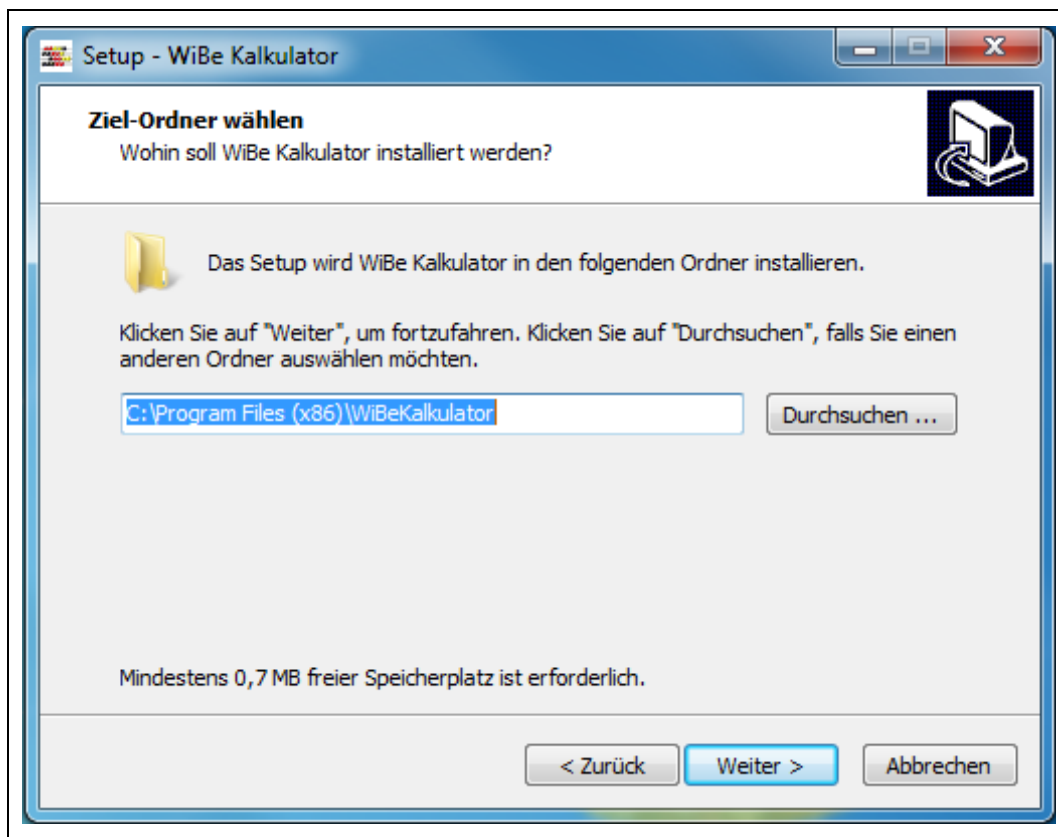 Setup - WiBe Kalkulator
Ziel-Ordner wählen
Wohin soll WiBe Kalkulator installiert werden?
Das Setup wird WiBe Kalkulator in den folgenden Ordner installieren.
Klicken Sie auf "Weiter", um fortzufahren. Klicken Sie auf "Durchsuchen", falls Sie einen
anderen Ordner auswählen möchten.
C:\Program Files (x86)\WiBeKalkulator
Durchsuchen ...
Mindestens 0,7 MB freier Speicherplatz ist erforderlich.
< Zurück
Weiter >
Abbrechen